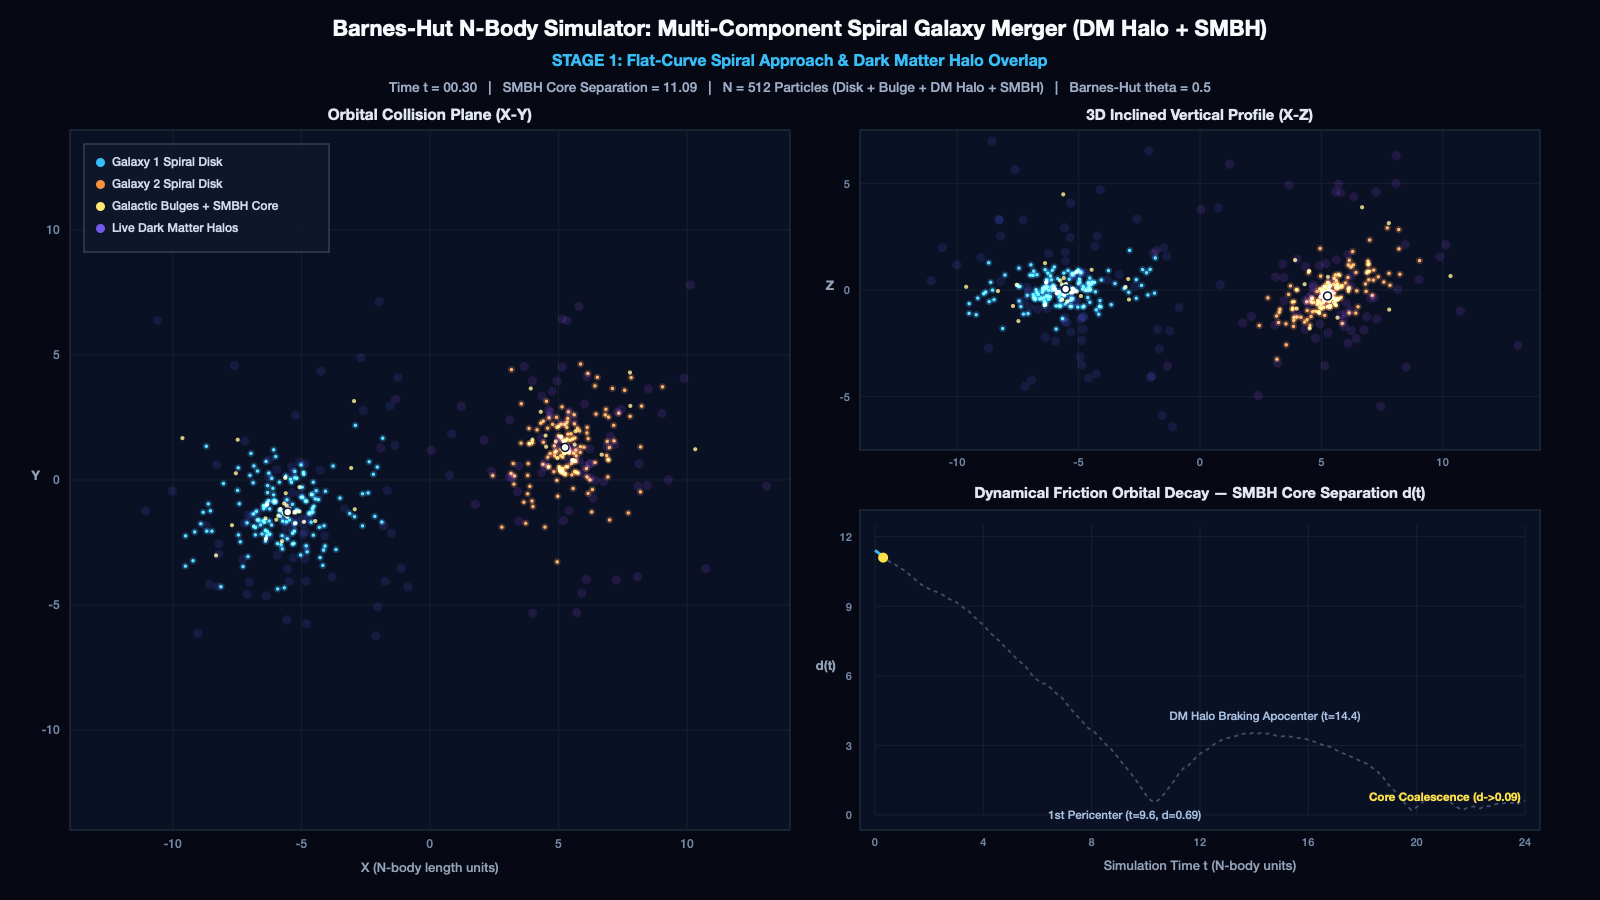 Barnes-Hut N-Body Simulator: Multi-Component Spiral Galaxy Merger (DM Halo + SMBH)
STAGE 1: Flat-Curve Spiral Approach & Dark Matter Halo Overlap
Time t = 00.30 | SMBH Core Separation = 11.09 | N = 512 Particles (Disk + Bulge + DM Halo + SMBH) | Barnes-Hut theta = 0.5
Orbital Collision Plane (X-Y)
Galaxy 1 Spiral Disk
Galaxy 2 Spiral Disk
Galactic Bulges + SMBH Core
Live Dark Matter Halos
10
5
Y
0
-5
-10
-10 -5 0 5 10
X (N-body length units)
3D Inclined Vertical Profile (X-Z)
5
Z
0
-5
-10 -5 0 5 10
Dynamical Friction Orbital Decay — SMBH Core Separation d(t)
12
9
d(t)
6
DM Halo Braking Apocenter (t=14.4)
3
Core Coalescence (d->0.09)
0
1st Pericenter (t=9.6, d=0.69)
0 4 8 12 16 20 24
Simulation Time t (N-body units)